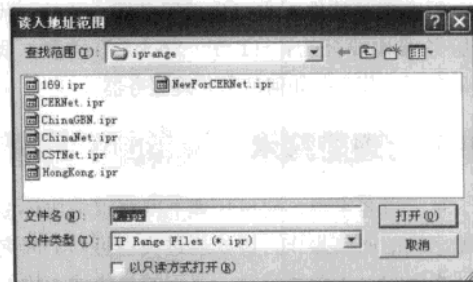 读入地址范围
查找范围(I): iprange
169.ipr NewForCERNet.ipr
CERNet.ipr
ChinaGBN.ipr
ChinaNet.ipr
CSTNet.ipr
HongKong.ipr
文件名(N): *.ipr 打开(O)
文件类型(T): IP Range Files (*.ipr) 取消
以只读方式打开(R)